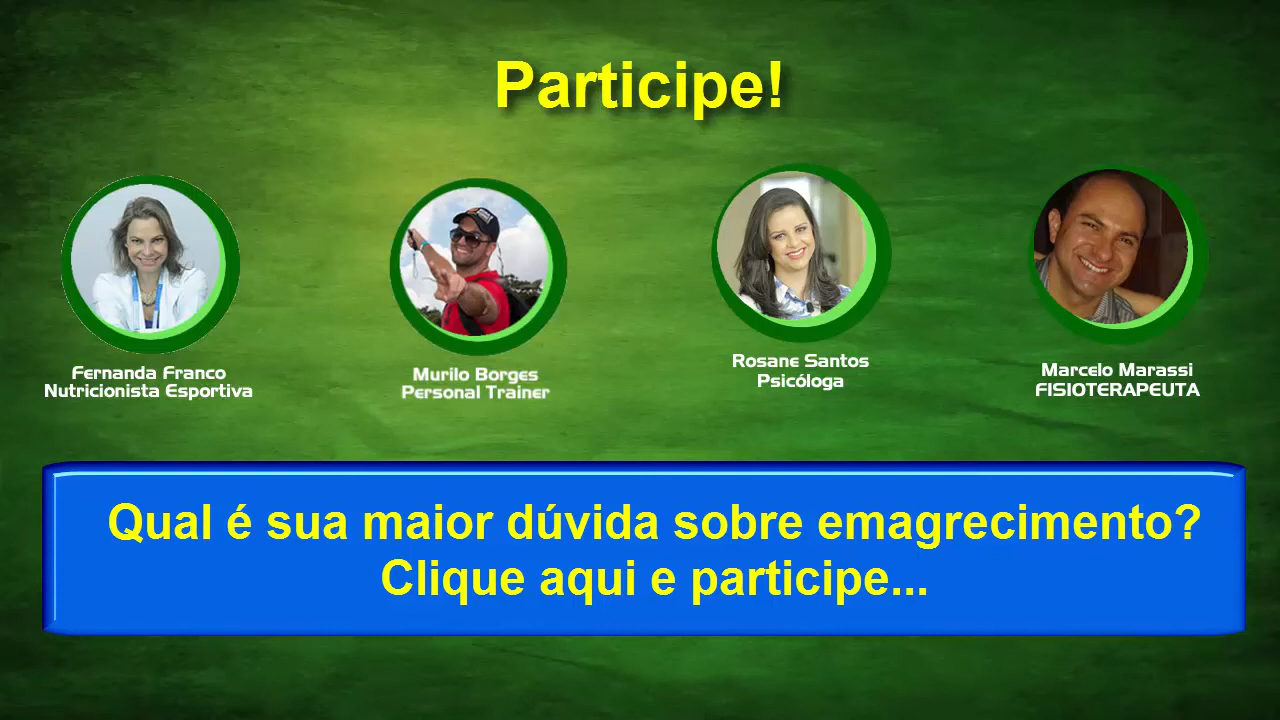 Participe!
Fernanda Franco
Nutricionista Esportiva
Murilo Borges
Personal Trainer
Rosane Santos
Psicóloga
Marcelo Marassi
FISIOTERAPEUTA
Qual é sua maior dúvida sobre emagrecimento?
Clique aqui e participe...